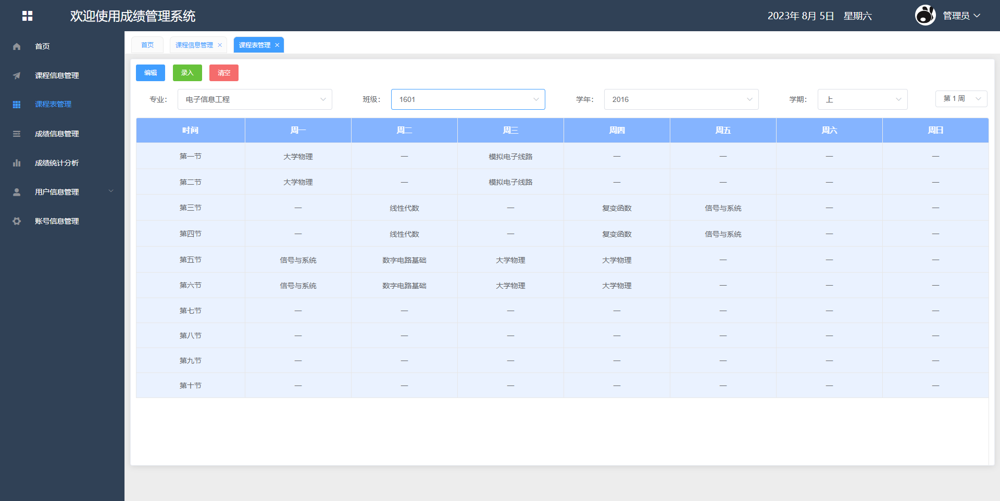 欢迎使用成绩管理系统
2023年 8月 5日 星期六
管理员
首页
课程信息管理
课程表管理
成绩信息管理
成绩统计分析
用户信息管理
账号信息管理
首页 课程信息管理 × 课程表管理 ×
编辑 录入 清空
专业: 电子信息工程 班级: 1601 学年: 2016 学期: 上 第 1 周
时间 周一 周二 周三 周四 周五 周六 周日
第一节 大学物理 — 模拟电子线路 — — — —
第二节 大学物理 — 模拟电子线路 — — — —
第三节 — 线性代数 — 复变函数 信号与系统 — —
第四节 — 线性代数 — 复变函数 信号与系统 — —
第五节 信号与系统 数字电路基础 大学物理 大学物理 — — —
第六节 信号与系统 数字电路基础 大学物理 大学物理 — — —
第七节 — — — — — — —
第八节 — — — — — — —
第九节 — — — — — — —
第十节 — — — — — — —